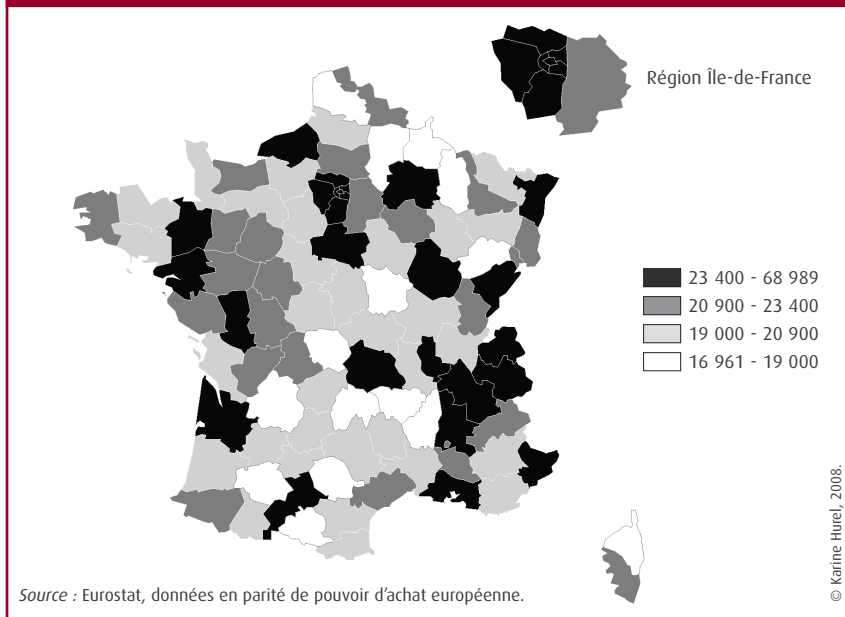 Région Île-de-France
23 400 - 68 989
20 900 - 23 400
19 000 - 20 900
16 961 - 19 000
Source : Eurostat, données en parité de pouvoir d'achat européenne.
© Karine Hurel, 2008.